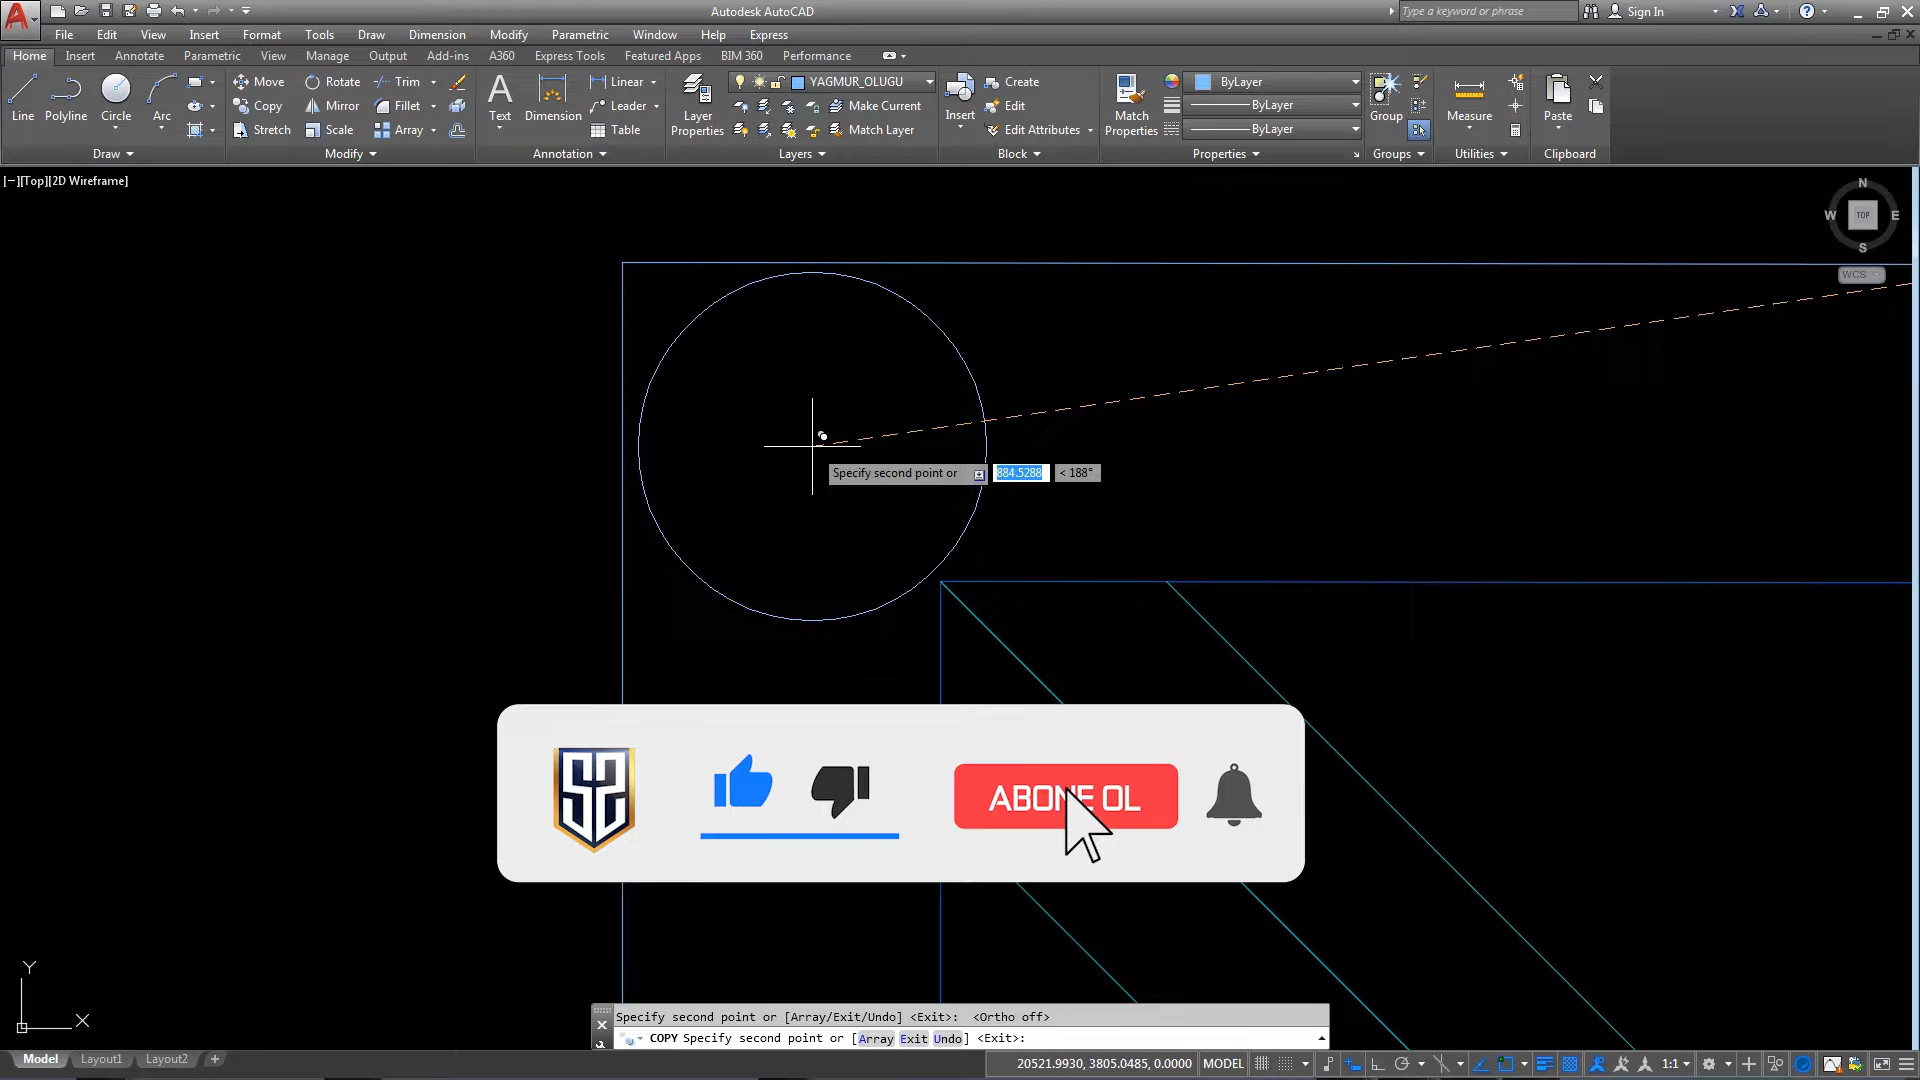 Autodesk AutoCAD
Type a keyword or phrase
Sign In
File Edit View Insert Format Tools Draw Dimension Modify Parametric Window Help Express
Home Insert Annotate Parametric View Manage Output Add-ins A360 Express Tools Featured Apps BIM 360 Performance
Line Polyline Circle Arc
Draw
Move Rotate Trim
Copy Mirror Fillet
Stretch Scale Array
Modify
Text Dimension
Linear
Leader
Table
Annotation
Layer Properties
YAGMUR_OLUGU
Make Current
Match Layer
Layers
Insert
Create
Edit
Edit Attributes
Block
Match Properties
ByLayer
ByLayer
ByLayer
Properties
Group
Groups
Measure
Utilities
Paste
Clipboard
[−][Top][2D Wireframe]
N
W TOP E
S
WCS
Specify second point or 884.5288 < 188°
ABONE OL
Y
X
Specify second point or [Array/Exit/Undo] <Exit>:  <Ortho off>
COPY Specify second point or [Array Exit Undo] <Exit>:
Model Layout1 Layout2 +
20521.9930, 3805.0485, 0.0000 MODEL 1:1